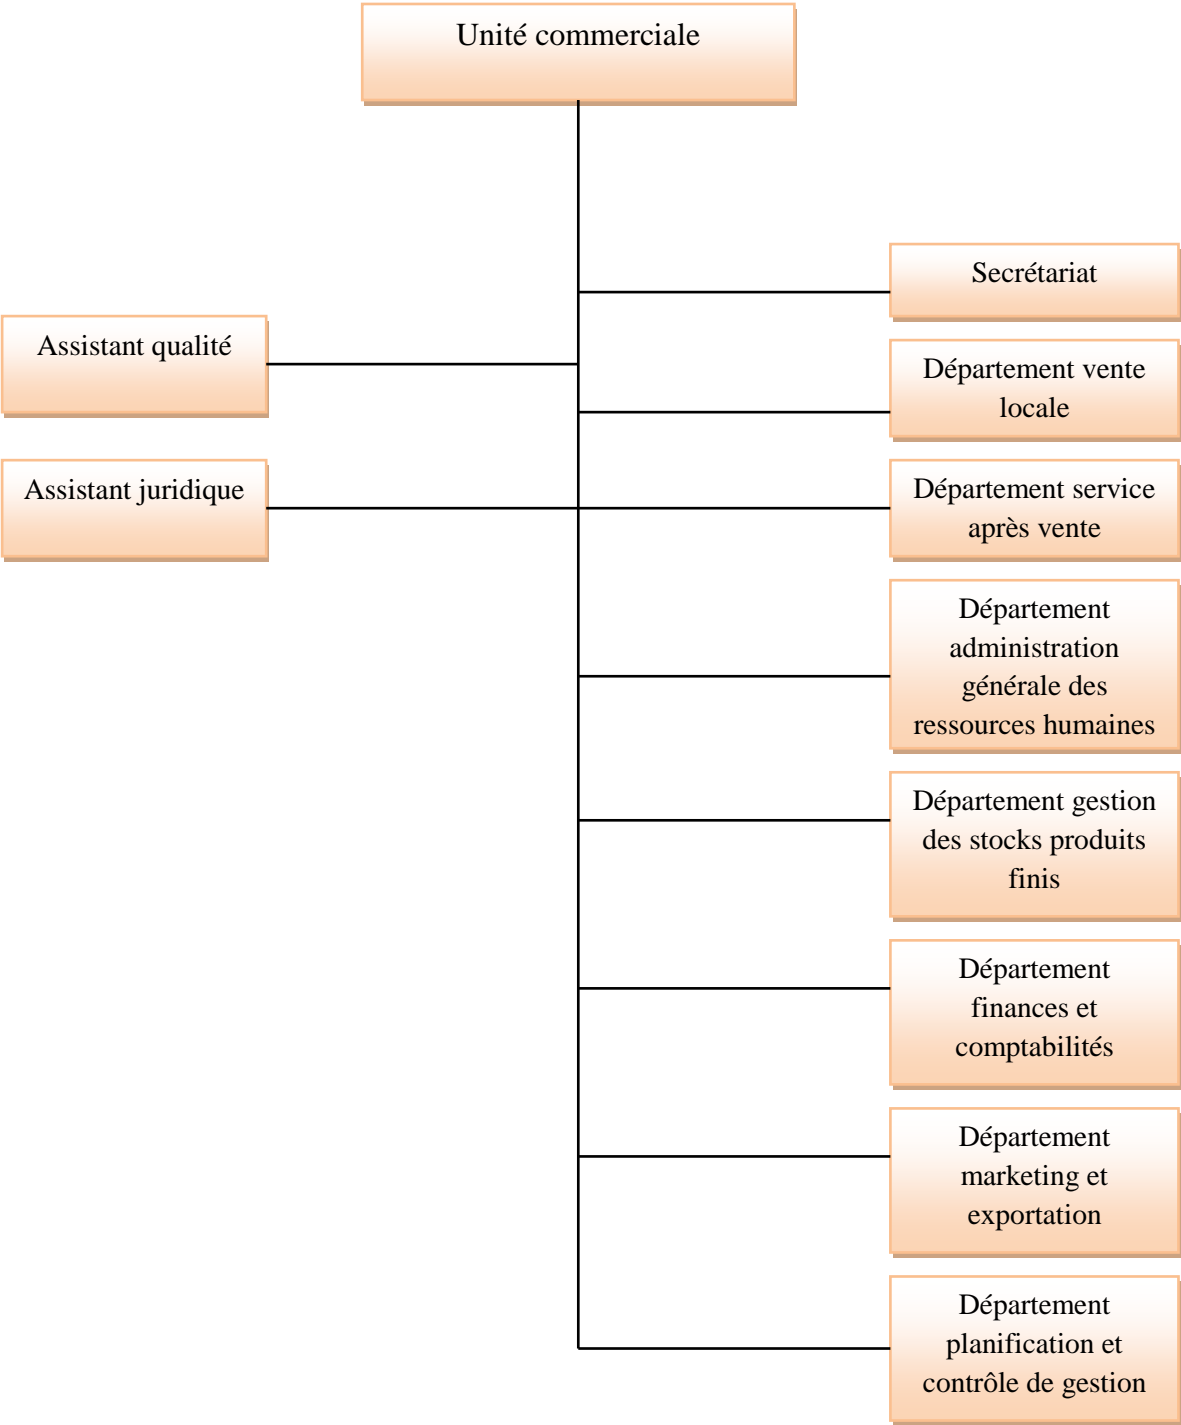 Unité commerciale
Secrétariat
Assistant qualité
Département vente
locale
Assistant juridique
Département service
après vente
Département
administration
générale des
ressources humaines
Département gestion
des stocks produits
finis
Département
finances et
comptabilités
Département
marketing et
exportation
Département
planification et
contrôle de gestion